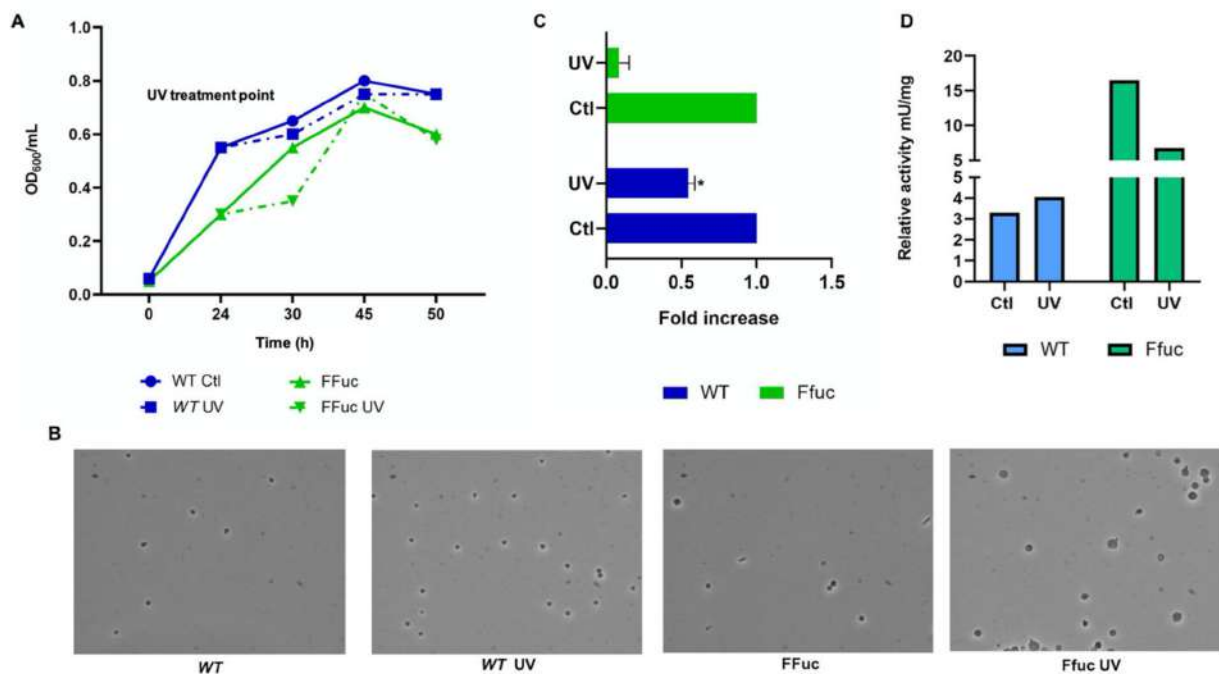 A
UV treatment point
OD600/mL
1.0
0.8
0.6
0.4
0.2
0.0
0 24 30 45 50
Time (h)
WT Ctl
WT UV
FFuc
FFuc UV
C
UV
Ctl
UV
*
Ctl
0.0 0.5 1.0 1.5
Fold increase
WT Ffuc
D
Relative activity mU/mg
20
15
10
5
5
4
3
2
1
0
Ctl UV Ctl UV
WT Ffuc
B
WT
WT UV
FFuc
Ffuc UV